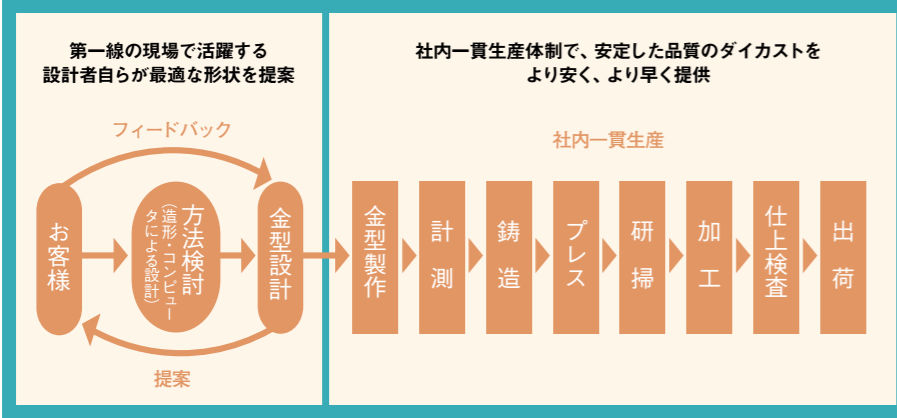 第一線の現場で活躍する
設計者自らが最適な形状を提案
フィードバック
お客様
方法検討
(造形・コンピュー
タによる設計)
金型設計
提案
社内一貫生産体制で、安定した品質のダイカストを
より安く、より早く提供
社内一貫生産
金型製作
計測
鋳造
プレス
研掃
加工
仕上検査
出荷